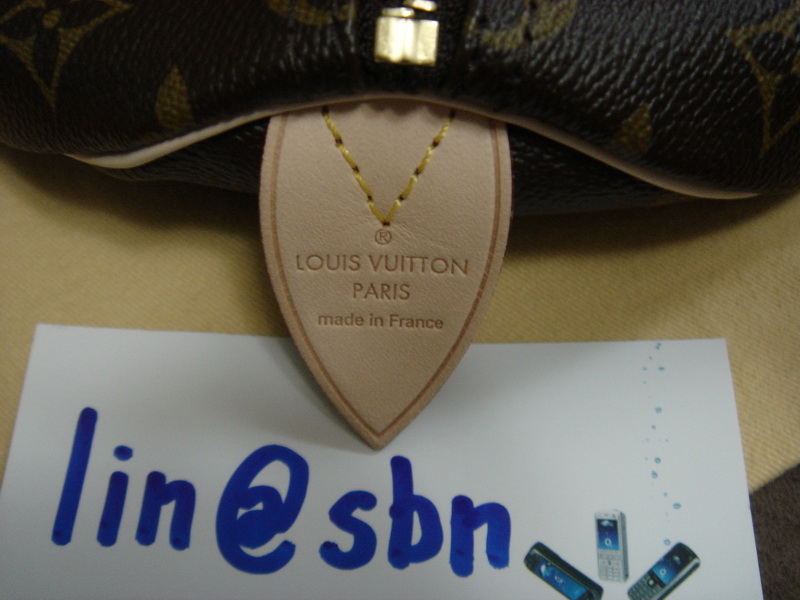 ®
LOUIS VUITTON
PARIS
made in France
lin@sbn